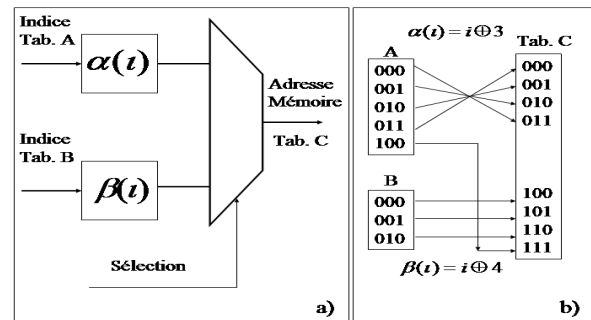 Indice
Tab. A
α(ι)
Adresse
Mémoire
Tab. C
Indice
Tab. B
β(ι)
Sélection
a)
α(ι) = i⊕3
A
Tab. C
000
001
010
011
100
000
001
010
011
B
000
001
010
100
101
110
111
β(ι) = i⊕4
b)